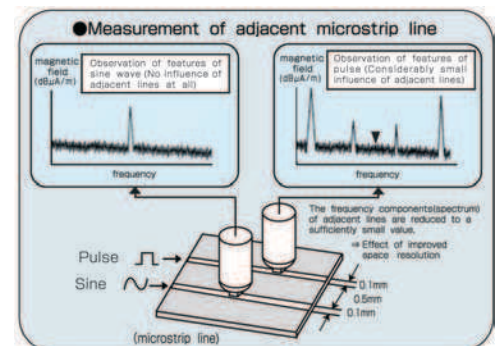 ●Measurement of adjacent microstrip line
magnetic
field
(dBμA/m)
Observation of features of
sine wave (No influence of
adjacent lines at all)
frequency
magnetic
field
(dBμA/m)
Observation of features of
pulse (Considerably small
influence of adjacent lines)
frequency
The frequency components(spectrum)
of adjacent lines are reduced to a
sufficiently small value.
⇒ Effect of improved
space resolution
Pulse
Sine
0.1mm
0.5mm
0.1mm
(microstrip line)